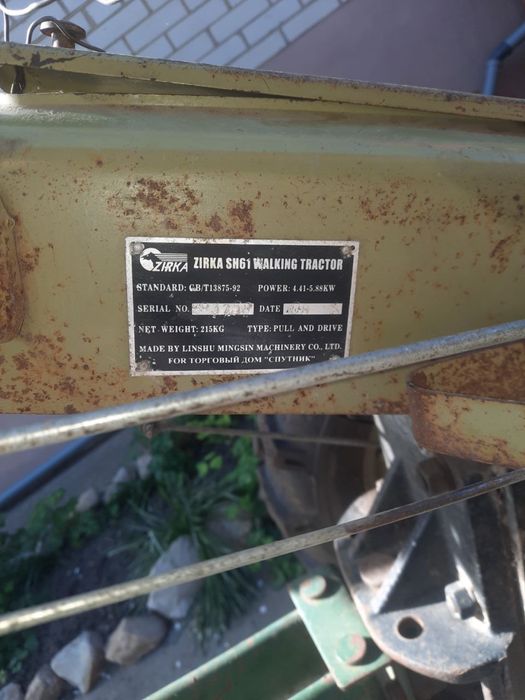 ZIRKA ZIRKA SH61 WALKING TRACTOR
STANDARD: GB/T13875-92 POWER: 4.41-5.88KW
SERIAL NO. DATE
NET WEIGHT: 215KG TYPE: PULL AND DRIVE
MADE BY LINSHU MINGSIN MACHINERY CO., LTD.
FOR ТОРГОВЫЙ ДОМ "СПУТНИК"